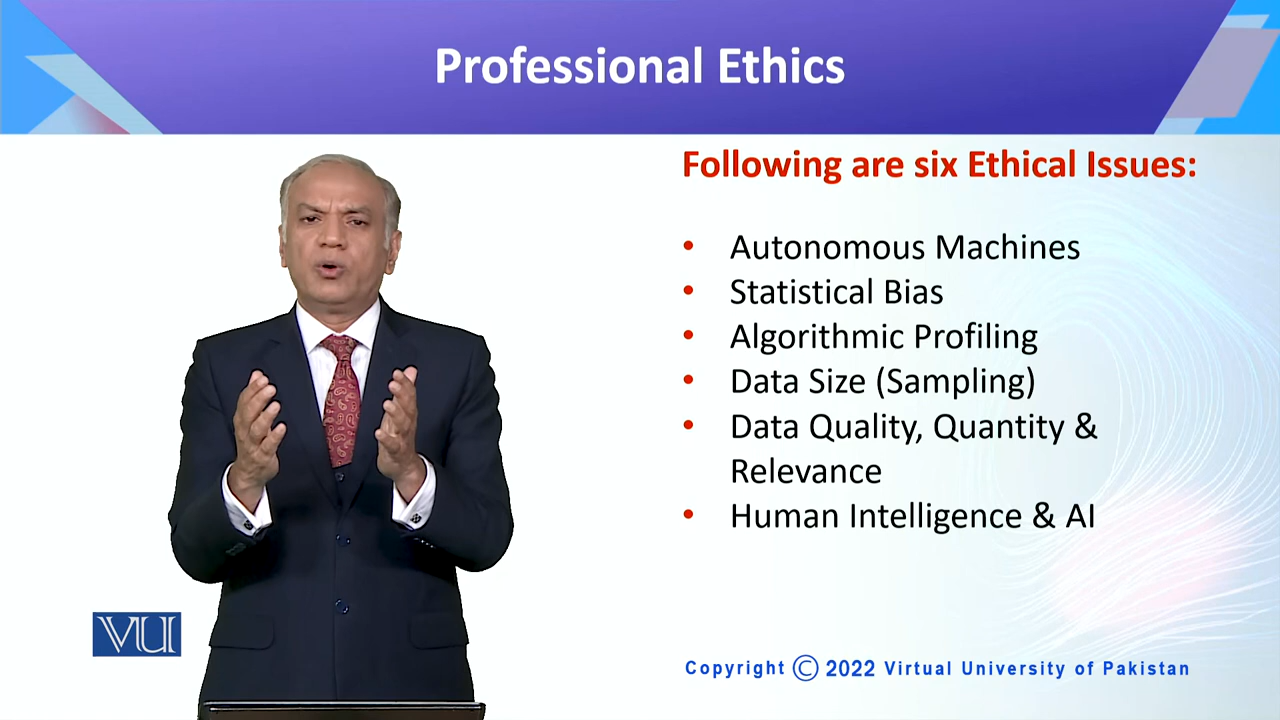 Professional Ethics
Following are six Ethical Issues:
• Autonomous Machines
• Statistical Bias
• Algorithmic Profiling
• Data Size (Sampling)
• Data Quality, Quantity &
Relevance
• Human Intelligence & AI
VU
Copyright © 2022 Virtual University of Pakistan